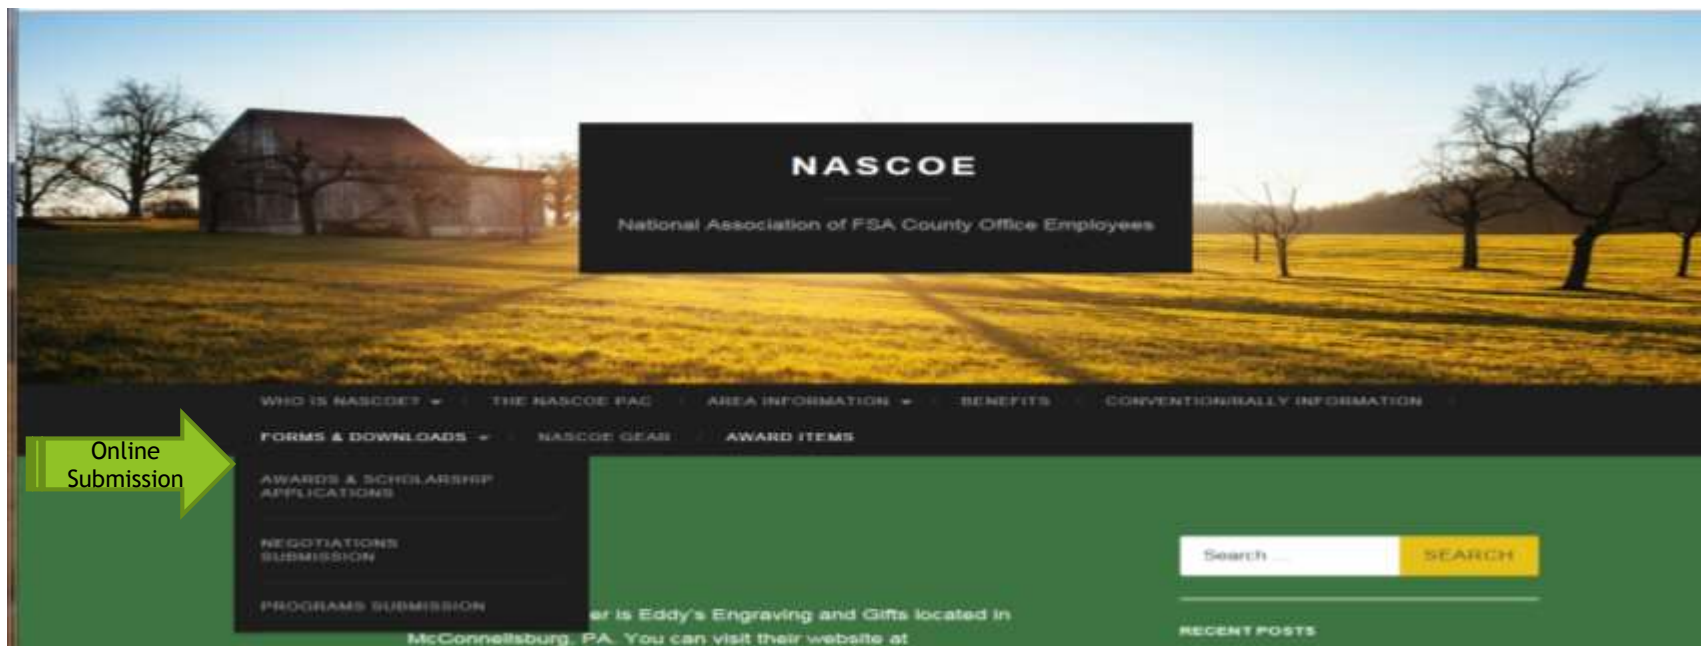 NASCOE
National Association of FSA County Office Employees
WHO IS NASCOE?
THE NASCOE PAC
AREA INFORMATION
BENEFITS
CONVENTION/RALLY INFORMATION
FORMS & DOWNLOADS
NASCOE GEAR
AWARD ITEMS
Online
Submission
AWARDS & SCHOLARSHIP
APPLICATIONS
NEGOTIATIONS
SUBMISSION
PROGRAMS SUBMISSION
Search ...
SEARCH
er is Eddy's Engraving and Gifts located in
McConnellsburg, PA. You can visit their website at
RECENT POSTS